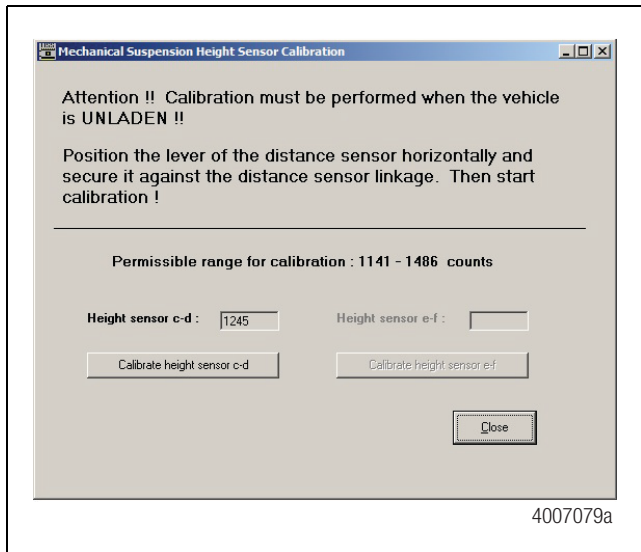 Mechanical Suspension Height Sensor Calibration
Attention !! Calibration must be performed when the vehicle
is UNLADEN !!
Position the lever of the distance sensor horizontally and
secure it against the distance sensor linkage. Then start
calibration !
Permissible range for calibration : 1141 - 1486 counts
Height sensor c-d : 1245 Height sensor e-f :
Calibrate height sensor c-d Calibrate height sensor e-f
Close
4007079a